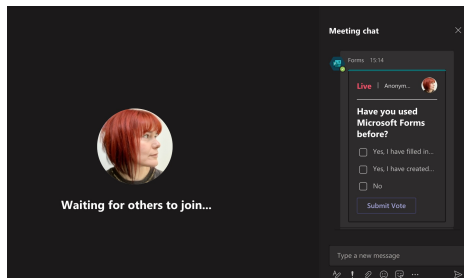 Meeting chat
Forms 15:14
Live | Anonym...
Have you used
Microsoft Forms
before?
Yes, I have filled in...
Yes, I have created...
No
Submit Vote
Waiting for others to join...
Type a new message